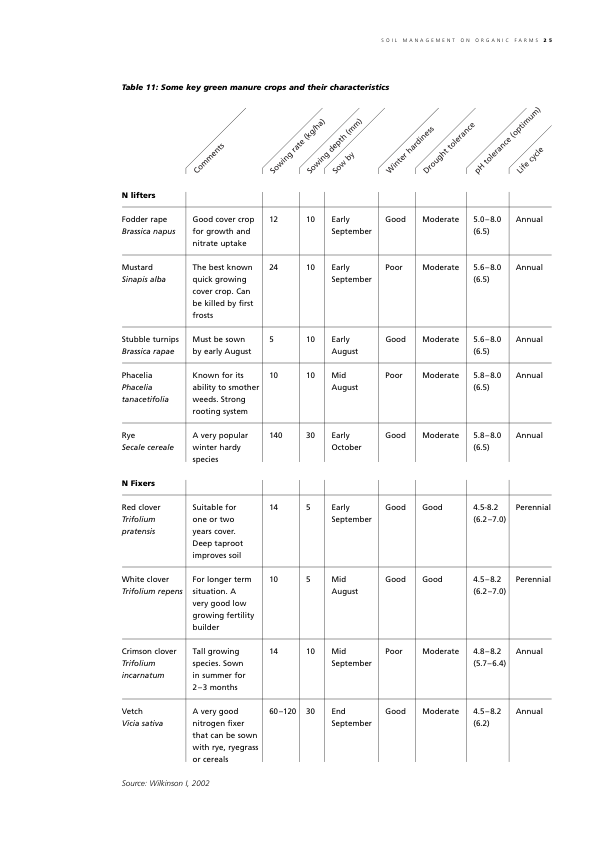 SOIL MANAGEMENT ON ORGANIC FARMS 25
Table 11: Some key green manure crops and their characteristics
Comments
Sowing rate (kg/ha)
Sowing depth (mm)
Sow by
Winter hardiness
Drought tolerance
pH tolerance (optimum)
Life cycle
N lifters
Fodder rape Good cover crop 12 10 Early Good Moderate 5.0–8.0 Annual
Brassica napus for growth and September (6.5)
nitrate uptake
Mustard The best known 24 10 Early Poor Moderate 5.6–8.0 Annual
Sinapis alba quick growing September (6.5)
cover crop. Can
be killed by first
frosts
Stubble turnips Must be sown 5 10 Early Good Moderate 5.6–8.0 Annual
Brassica rapae by early August August (6.5)
Phacelia Known for its 10 10 Mid Poor Moderate 5.8–8.0 Annual
Phacelia ability to smother August (6.5)
tanacetifolia weeds. Strong
rooting system
Rye A very popular 140 30 Early Good Moderate 5.8–8.0 Annual
Secale cereale winter hardy October (6.5)
species
N Fixers
Red clover Suitable for 14 5 Early Good Good 4.5-8.2 Perennial
Trifolium one or two September (6.2–7.0)
pratensis years cover.
Deep taproot
improves soil
White clover For longer term 10 5 Mid Good Good 4.5–8.2 Perennial
Trifolium repens situation. A August (6.2–7.0)
very good low
growing fertility
builder
Crimson clover Tall growing 14 10 Mid Poor Moderate 4.8–8.2 Annual
Trifolium species. Sown September (5.7–6.4)
incarnatum in summer for
2–3 months
Vetch A very good 60–120 30 End Good Moderate 4.5–8.2 Annual
Vicia sativa nitrogen fixer September (6.2)
that can be sown
with rye, ryegrass
or cereals
Source: Wilkinson I, 2002